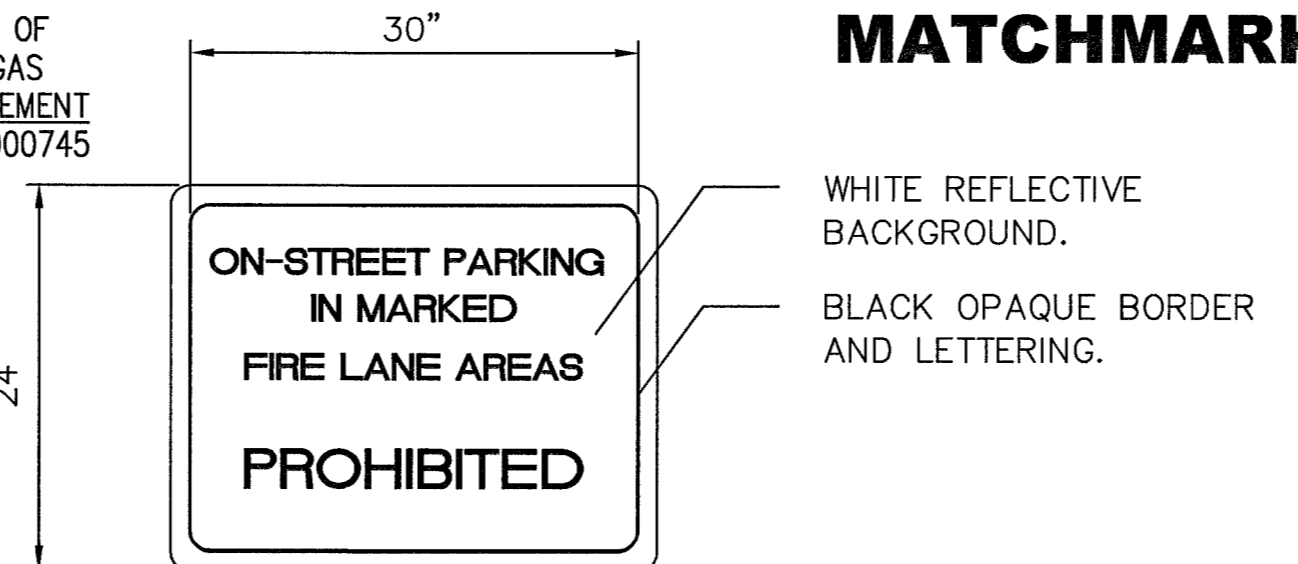 OF
GAS
EMENT
000745
30”
MATCHMARK
24
ON-STREET PARKING
IN MARKED
FIRE LANE AREAS
PROHIBITED
WHITE REFLECTIVE
BACKGROUND.
BLACK OPAQUE BORDER
AND LETTERING.